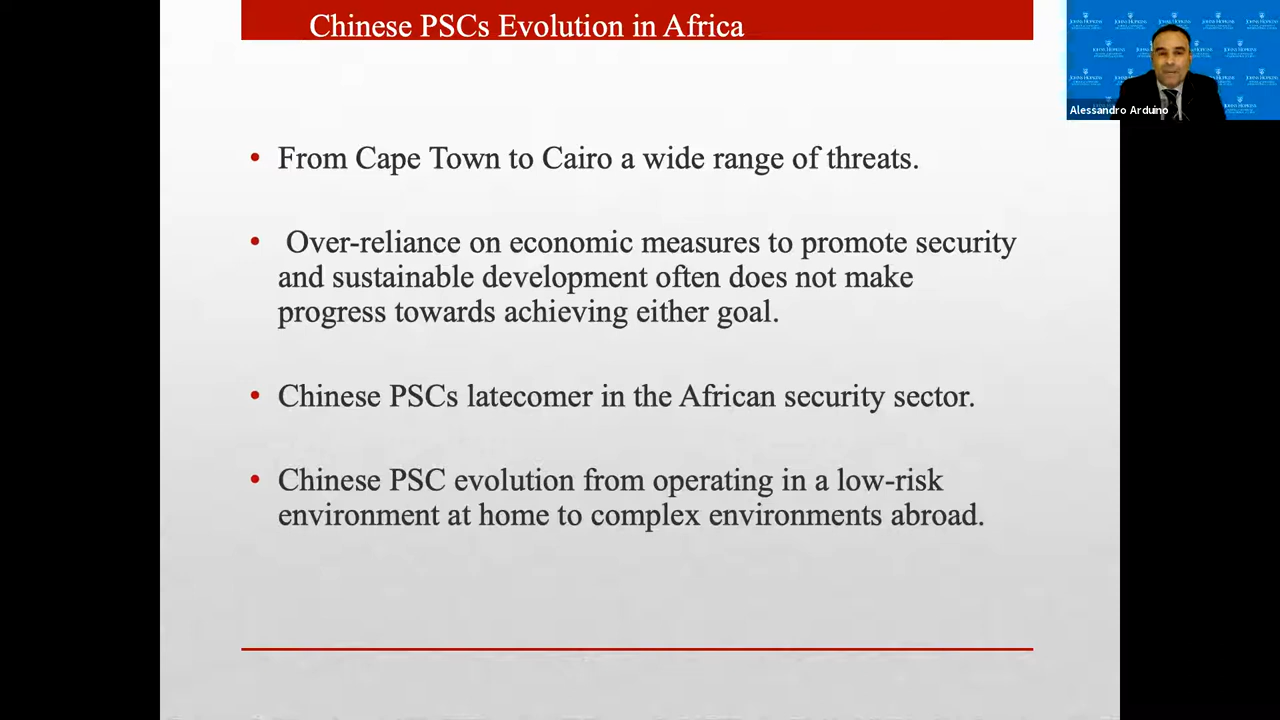 Chinese PSCs Evolution in Africa
Alessandro Arduino
• From Cape Town to Cairo a wide range of threats.
• Over-reliance on economic measures to promote security
and sustainable development often does not make
progress towards achieving either goal.
• Chinese PSCs latecomer in the African security sector.
• Chinese PSC evolution from operating in a low-risk
environment at home to complex environments abroad.